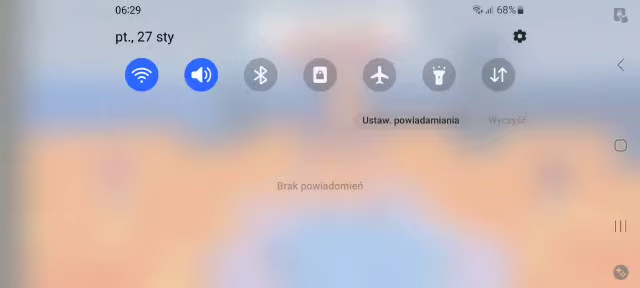 06:29
68%
pt., 27 sty
Ustaw. powiadamiania
Wyczyść
Brak powiadomień